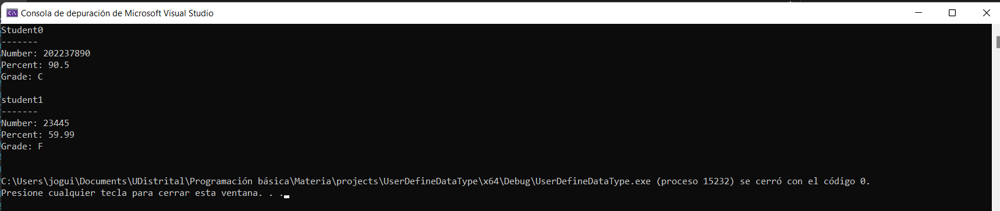 Consola de depuración de Microsoft Visual Studio
Student0
-------
Number: 202237890
Percent: 90.5
Grade: C
student1
-------
Number: 23445
Percent: 59.99
Grade: F
C:\Users\jogui\Documents\UDistrital\Programación básica\Materia\projects\UserDefineDataType\x64\Debug\UserDefineDataType.exe (proceso 15232) se cerró con el código 0.
Presione cualquier tecla para cerrar esta ventana. . .